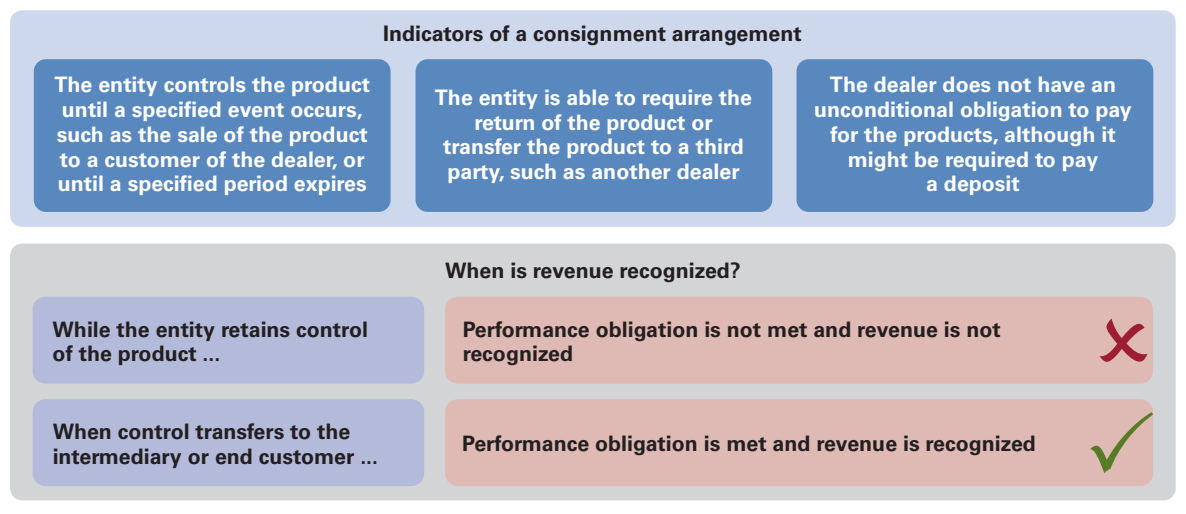 Indicators of a consignment arrangement
The entity controls the product
until a specified event occurs,
such as the sale of the product
to a customer of the dealer, or
until a specified period expires
The entity is able to require the
return of the product or
transfer the product to a third
party, such as another dealer
The dealer does not have an
unconditional obligation to pay
for the products, although it
might be required to pay
a deposit
When is revenue recognized?
While the entity retains control
of the product ...
Performance obligation is not met and revenue is not
recognized
When control transfers to the
intermediary or end customer ...
Performance obligation is met and revenue is recognized